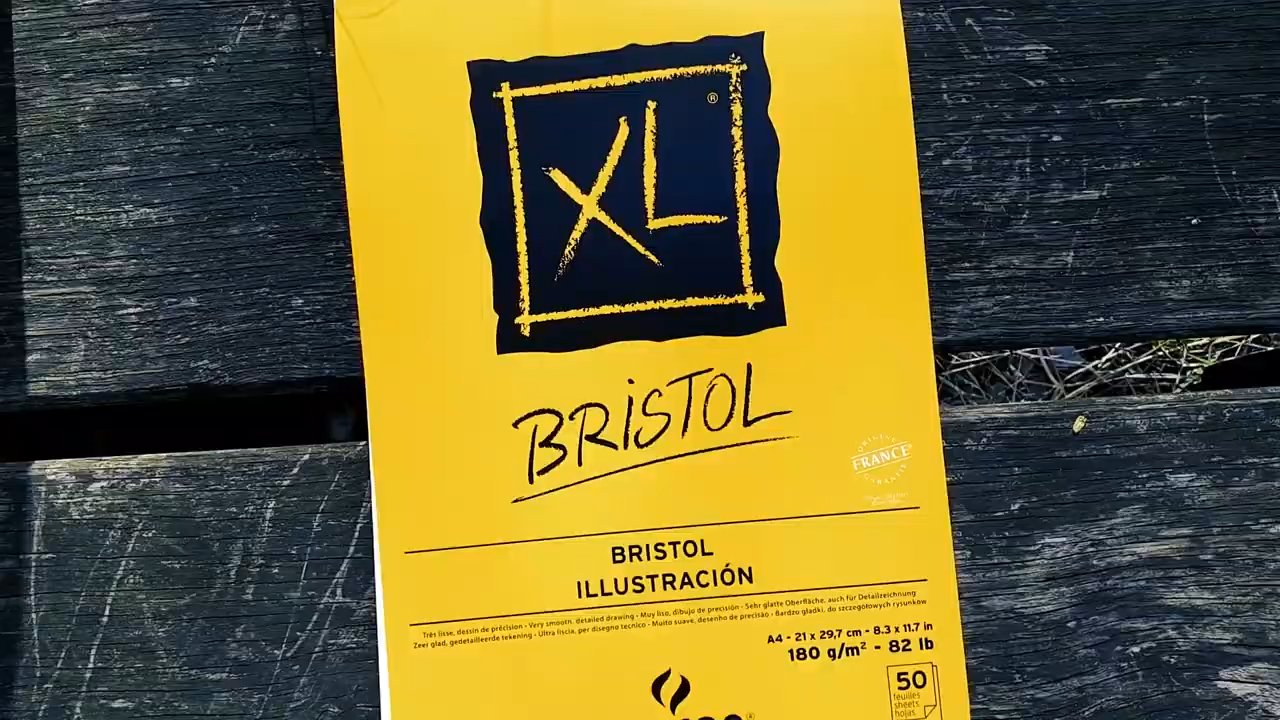 XL®
BRISTOL
ORIGINE
FRANCE®
GARANTIE
BRISTOL
ILLUSTRACIÓN
Très lisse, dessin de précision - Very smooth, detailed drawing - Muy liso, dibujo de precisión - Sehr glatte Oberfläche, auch für Detailzeichnung
Zeer glad, gedetailleerde tekening - Ultra liscia, per disegno tecnico - Muito suave, desenho de precisão - Bardzo gładki, do szczegółowych rysunków
A4 - 21 x 29,7 cm - 8.3 x 11.7 in
180 g/m² - 82 lb
50
feuilles
sheets
hojas